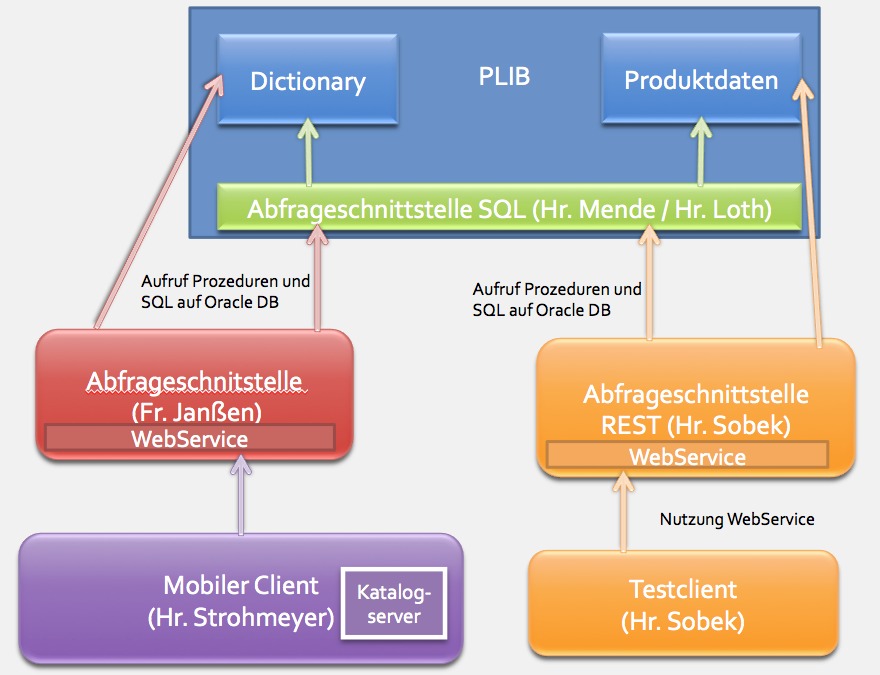 Dictionary
PLIB
Produktdaten
Abfrageschnittstelle SQL (Hr. Mende / Hr. Loth)
Aufruf Prozeduren und
SQL auf Oracle DB
Aufruf Prozeduren und
SQL auf Oracle DB
Abfrageschnitstelle
(Fr. Janßen)
WebService
Abfrageschnittstelle
REST (Hr. Sobek)
WebService
Nutzung WebService
Mobiler Client
(Hr. Strohmeyer)
Katalog-
server
Testclient
(Hr. Sobek)